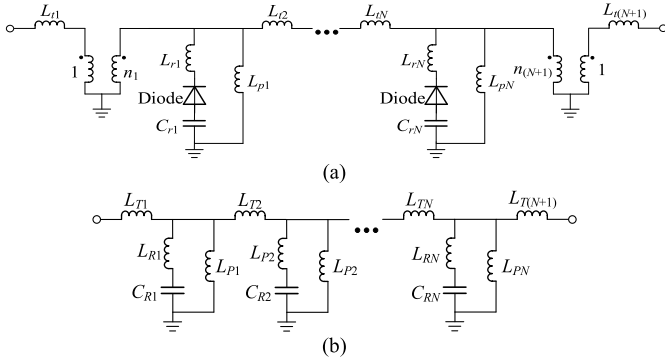 L_{t1} L_{t2} L_{tN} L_{t(N+1)}
1 n_1 L_{r1} L_{p1} L_{rN} L_{pN} n_{(N+1)} 1
Diode Diode
C_{r1} C_{rN}
(a)
L_{T1} L_{T2} L_{TN} L_{T(N+1)}
L_{R1} L_{P1} L_{P2} L_{P2} L_{RN} L_{PN}
C_{R1} C_{R2} C_{RN}
(b)